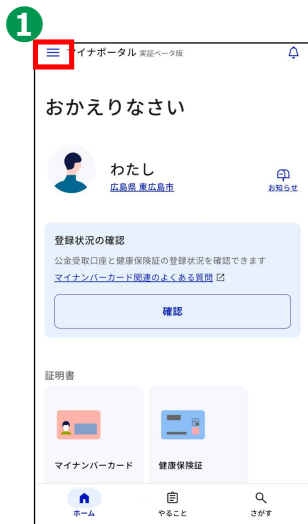 1
マイナポータル 実証ベータ版
おかえりなさい
わたし
広島県 東広島市
お知らせ
登録状況の確認
公金受取口座と健康保険証の登録状況を確認できます
マイナンバーカード関連のよくある質問
確認
証明書
マイナンバーカード
健康保険証
ホーム
やること
さがす